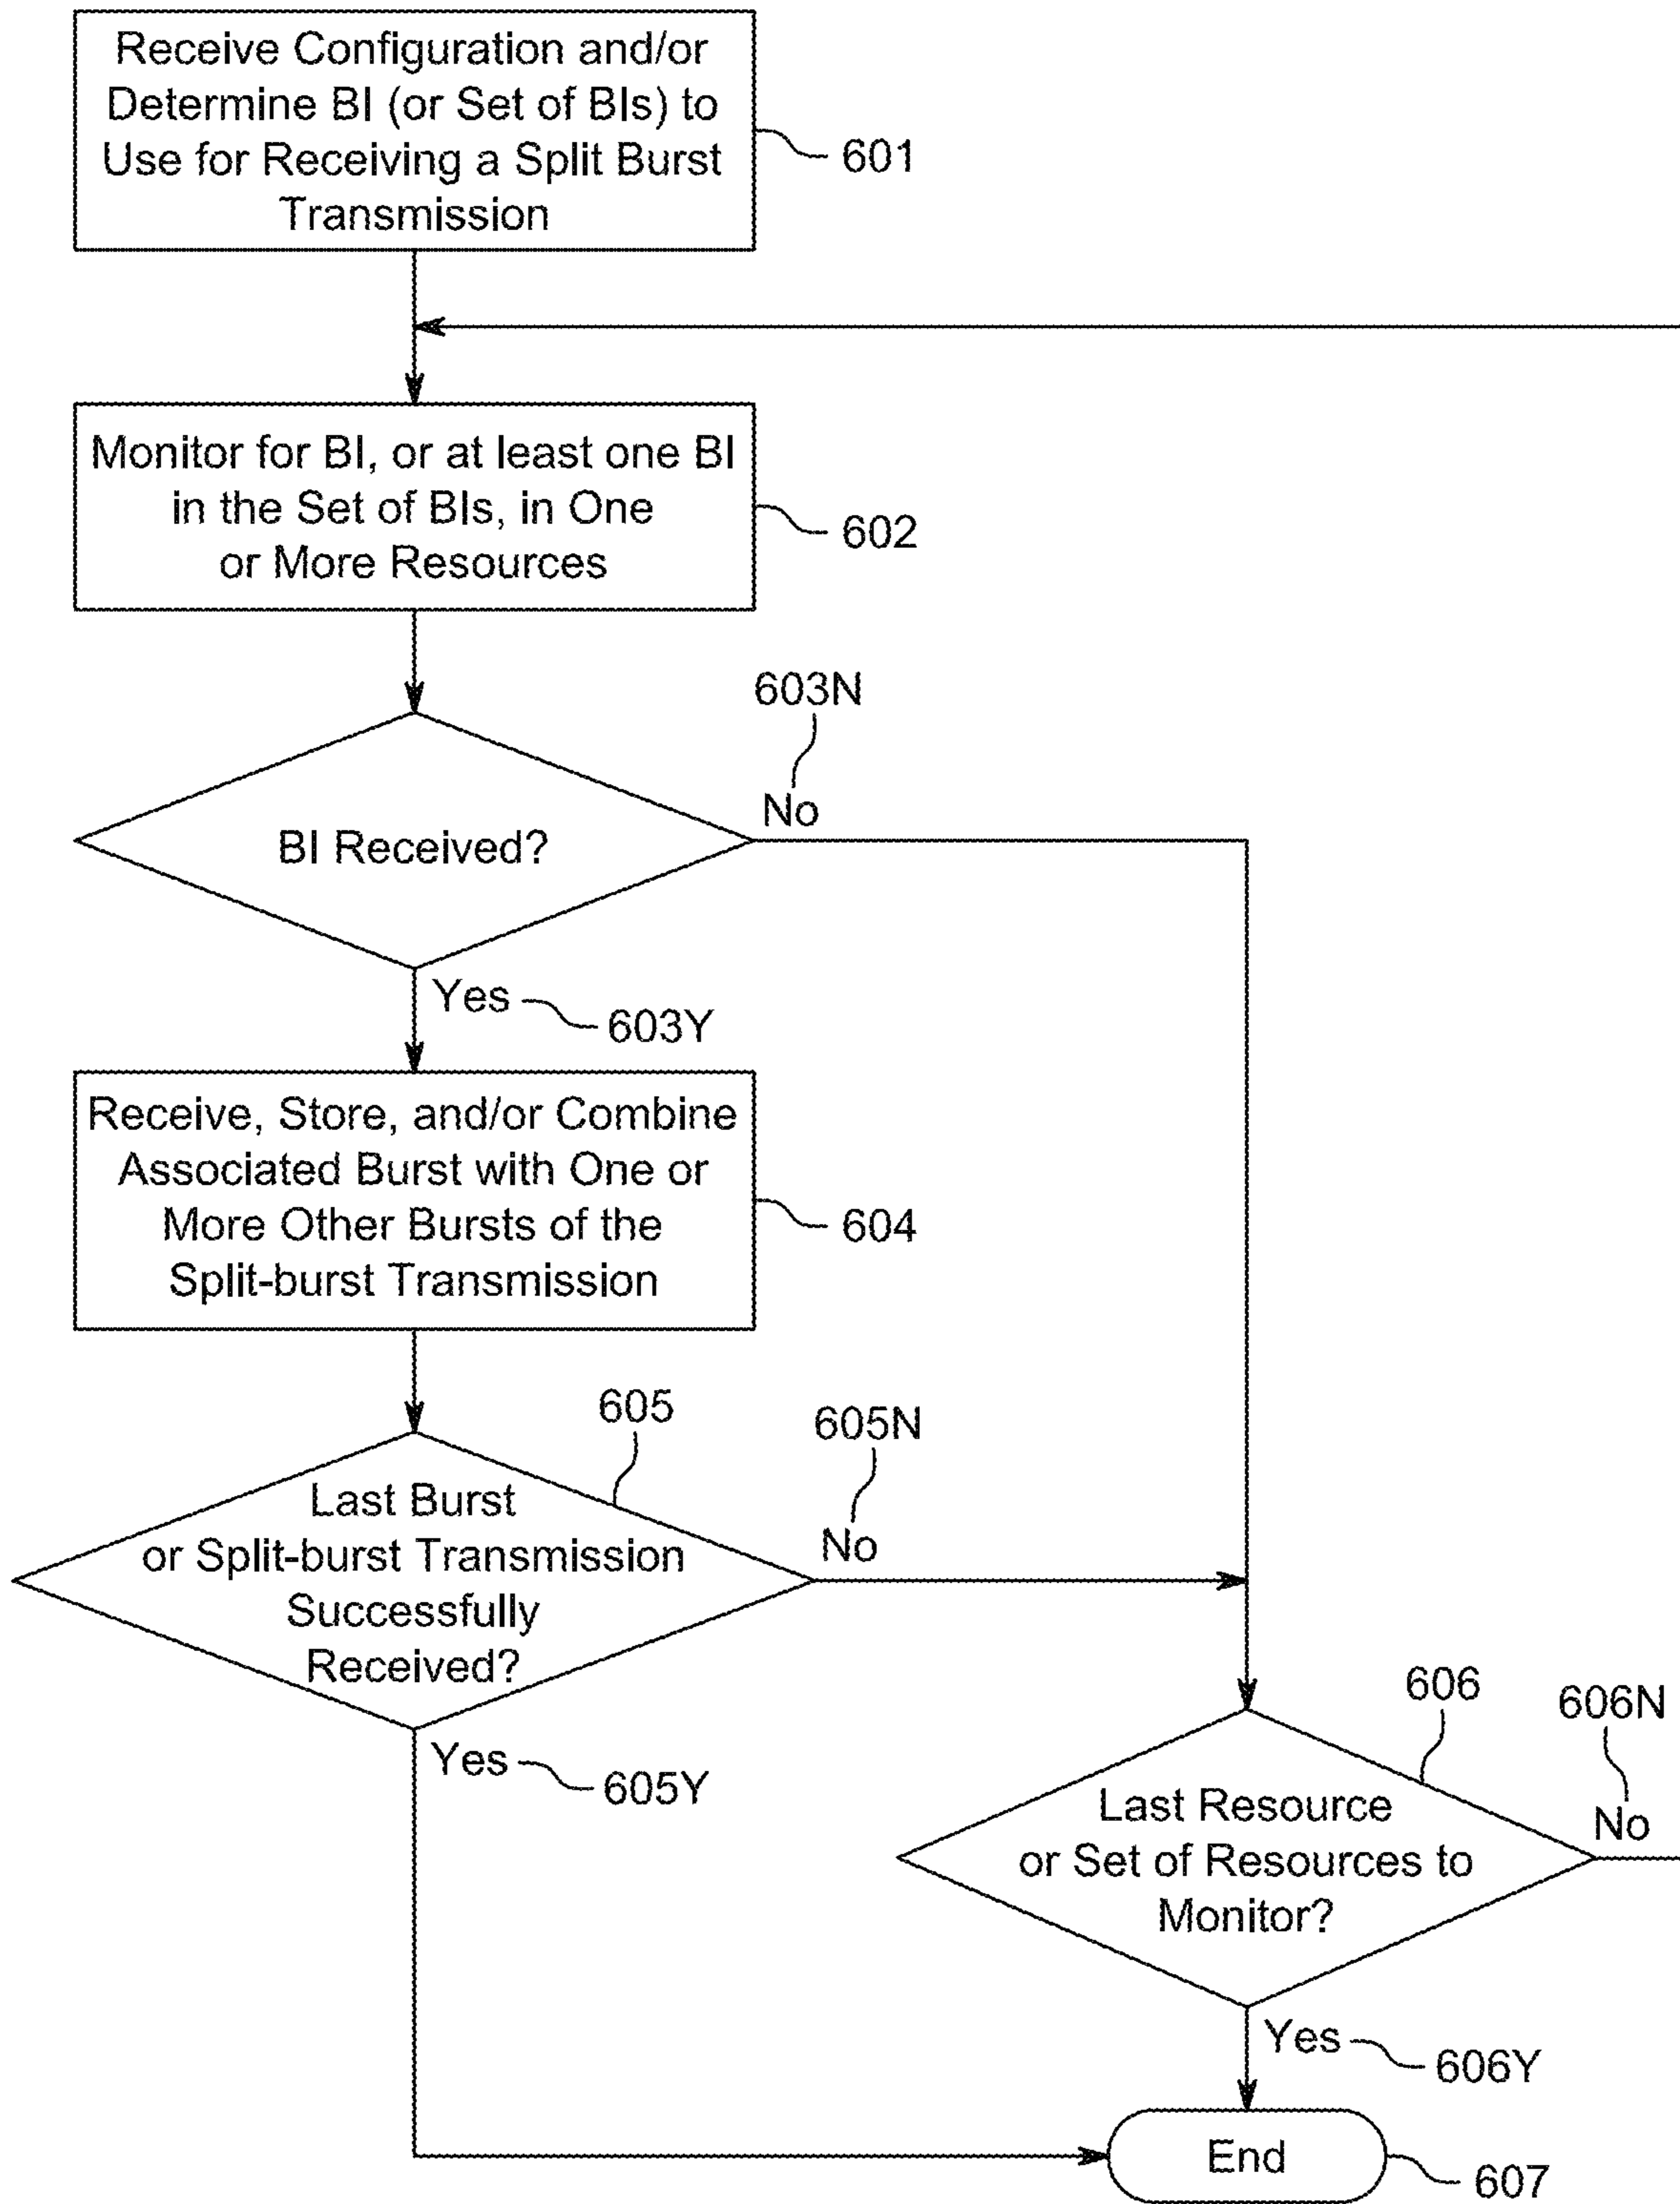 Receive Configuration and/or
Determine BI (or Set of BIs) to
Use for Receiving a Split Burst
Transmission
601
Monitor for BI, or at least one BI
in the Set of BIs, in One
or More Resources
602
603N
No
BI Received?
Yes
603Y
Receive, Store, and/or Combine
Associated Burst with One or
More Other Bursts of the
Split-burst Transmission
604
605
605N
No
Last Burst
or Split-burst Transmission
Successfully
Received?
Yes
605Y
606
606N
No
Last Resource
or Set of Resources to
Monitor?
Yes
606Y
End
607